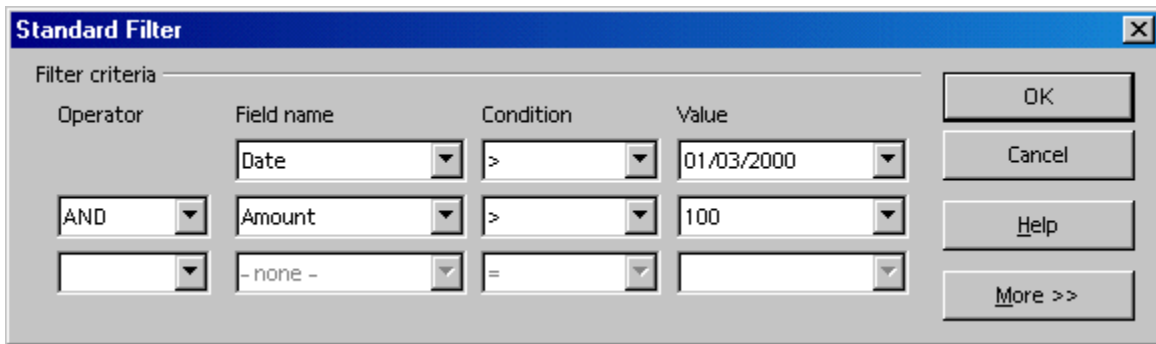 Standard Filter
Filter criteria
Operator Field name Condition Value
Date > 01/03/2000
AND Amount > 100
- none - =
OK
Cancel
Help
More >>